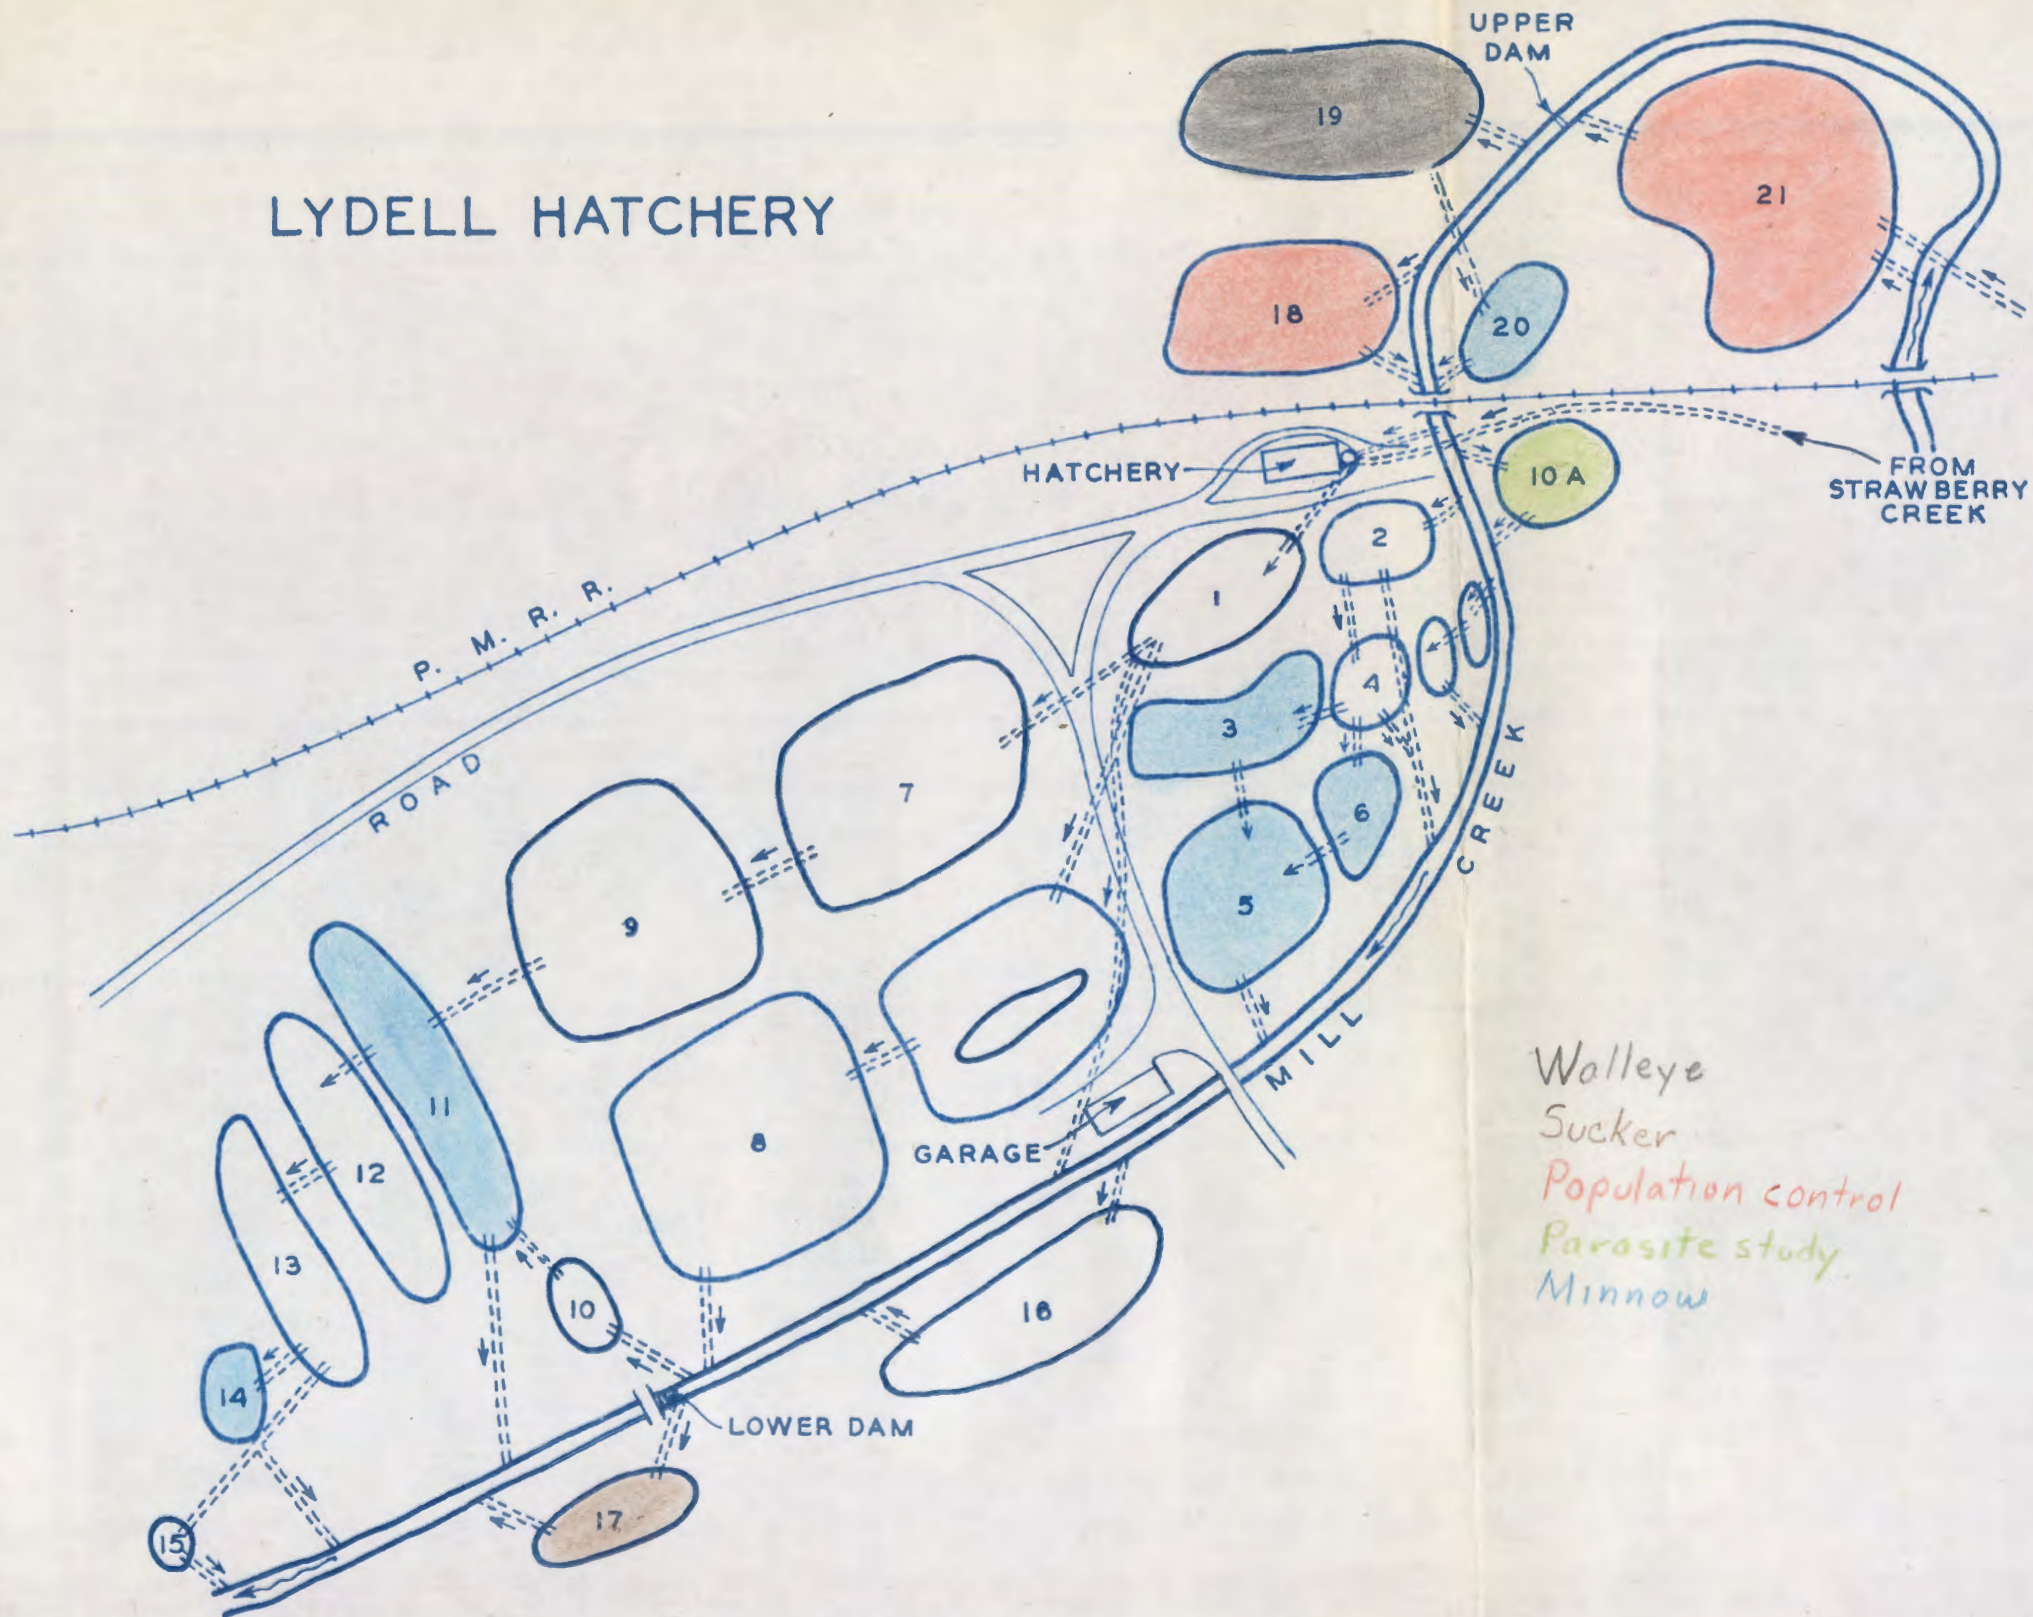 UPPER
DAM
19
21
LYDELL HATCHERY
18
20
HATCHERY
10 A
FROM
STRAWBERRY
CREEK
2
1
P. M. R. R.
4
3
ROAD
7
6
MILL CREEK
5
9
11
8
GARAGE
12
13
10
16
14
LOWER DAM
17
15
Walleye
Sucker
Population control
Parasite study
Minnow